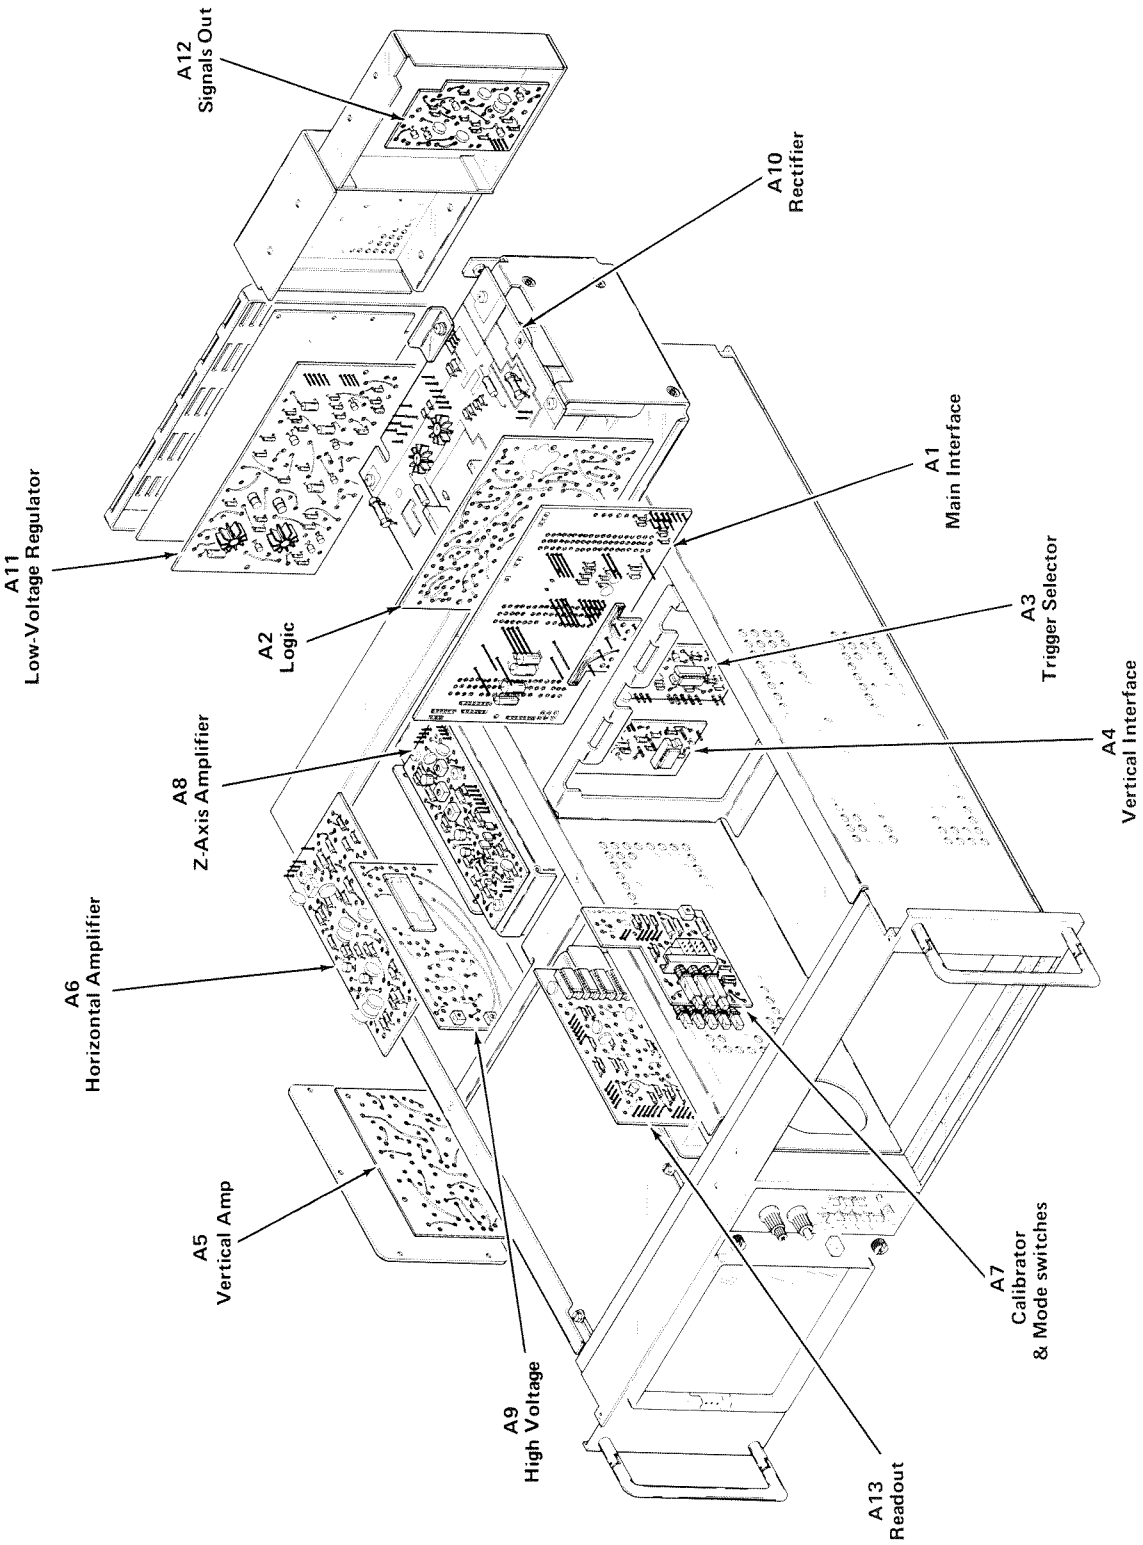 A12
Signals Out
A10
Rectifier
A11
Low-Voltage Regulator
A1
Main Interface
A2
Logic
A3
Trigger Selector
A8
Z-Axis Amplifier
A4
Vertical Interface
A6
Horizontal Amplifier
A5
Vertical Amp
A7
Calibrator
& Mode switches
A9
High Voltage
A13
Readout